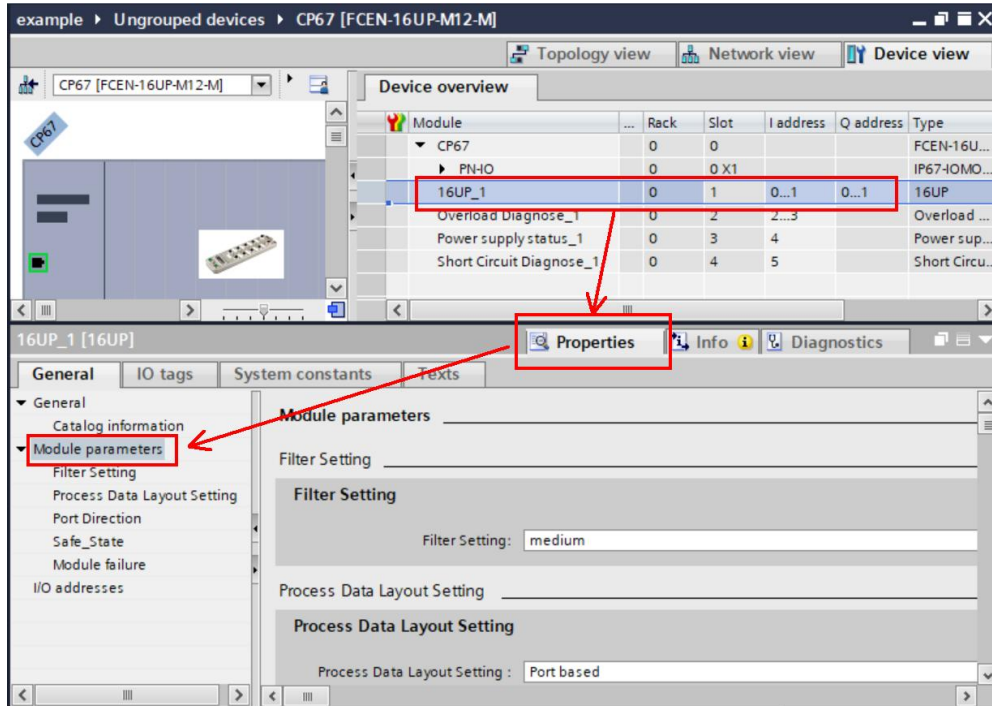 example ▸ Ungrouped devices ▸ CP67 [FCEN-16UP-M12-M]
Topology view Network view Device view
CP67 [FCEN-16UP-M12-M]
CP67
Device overview
Module ... Rack Slot I address Q address Type
CP67 0 0 FCEN-16U...
PN-IO 0 0 X1 IP67-IOMO...
16UP_1 0 1 0...1 0...1 16UP
Overload Diagnose_1 0 2 2...3 Overload ...
Power supply status_1 0 3 4 Power sup...
Short Circuit Diagnose_1 0 4 5 Short Circu...
16UP_1 [16UP]
Properties Info Diagnostics
General IO tags System constants Texts
General
Catalog information
Module parameters
Filter Setting
Process Data Layout Setting
Port Direction
Safe_State
Module failure
I/O addresses
Module parameters
Filter Setting
Filter Setting
Filter Setting: medium
Process Data Layout Setting
Process Data Layout Setting
Process Data Layout Setting : Port based